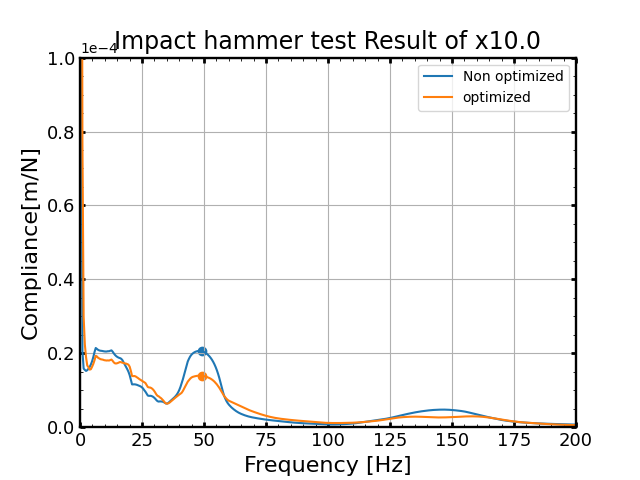 Impact hammer test Result of x10.0
1e−4
1.0
0.8
0.6
0.4
0.2
0.0
Compliance[m/N]
Non optimized
optimized
0 25 50 75 100 125 150 175 200
Frequency [Hz]